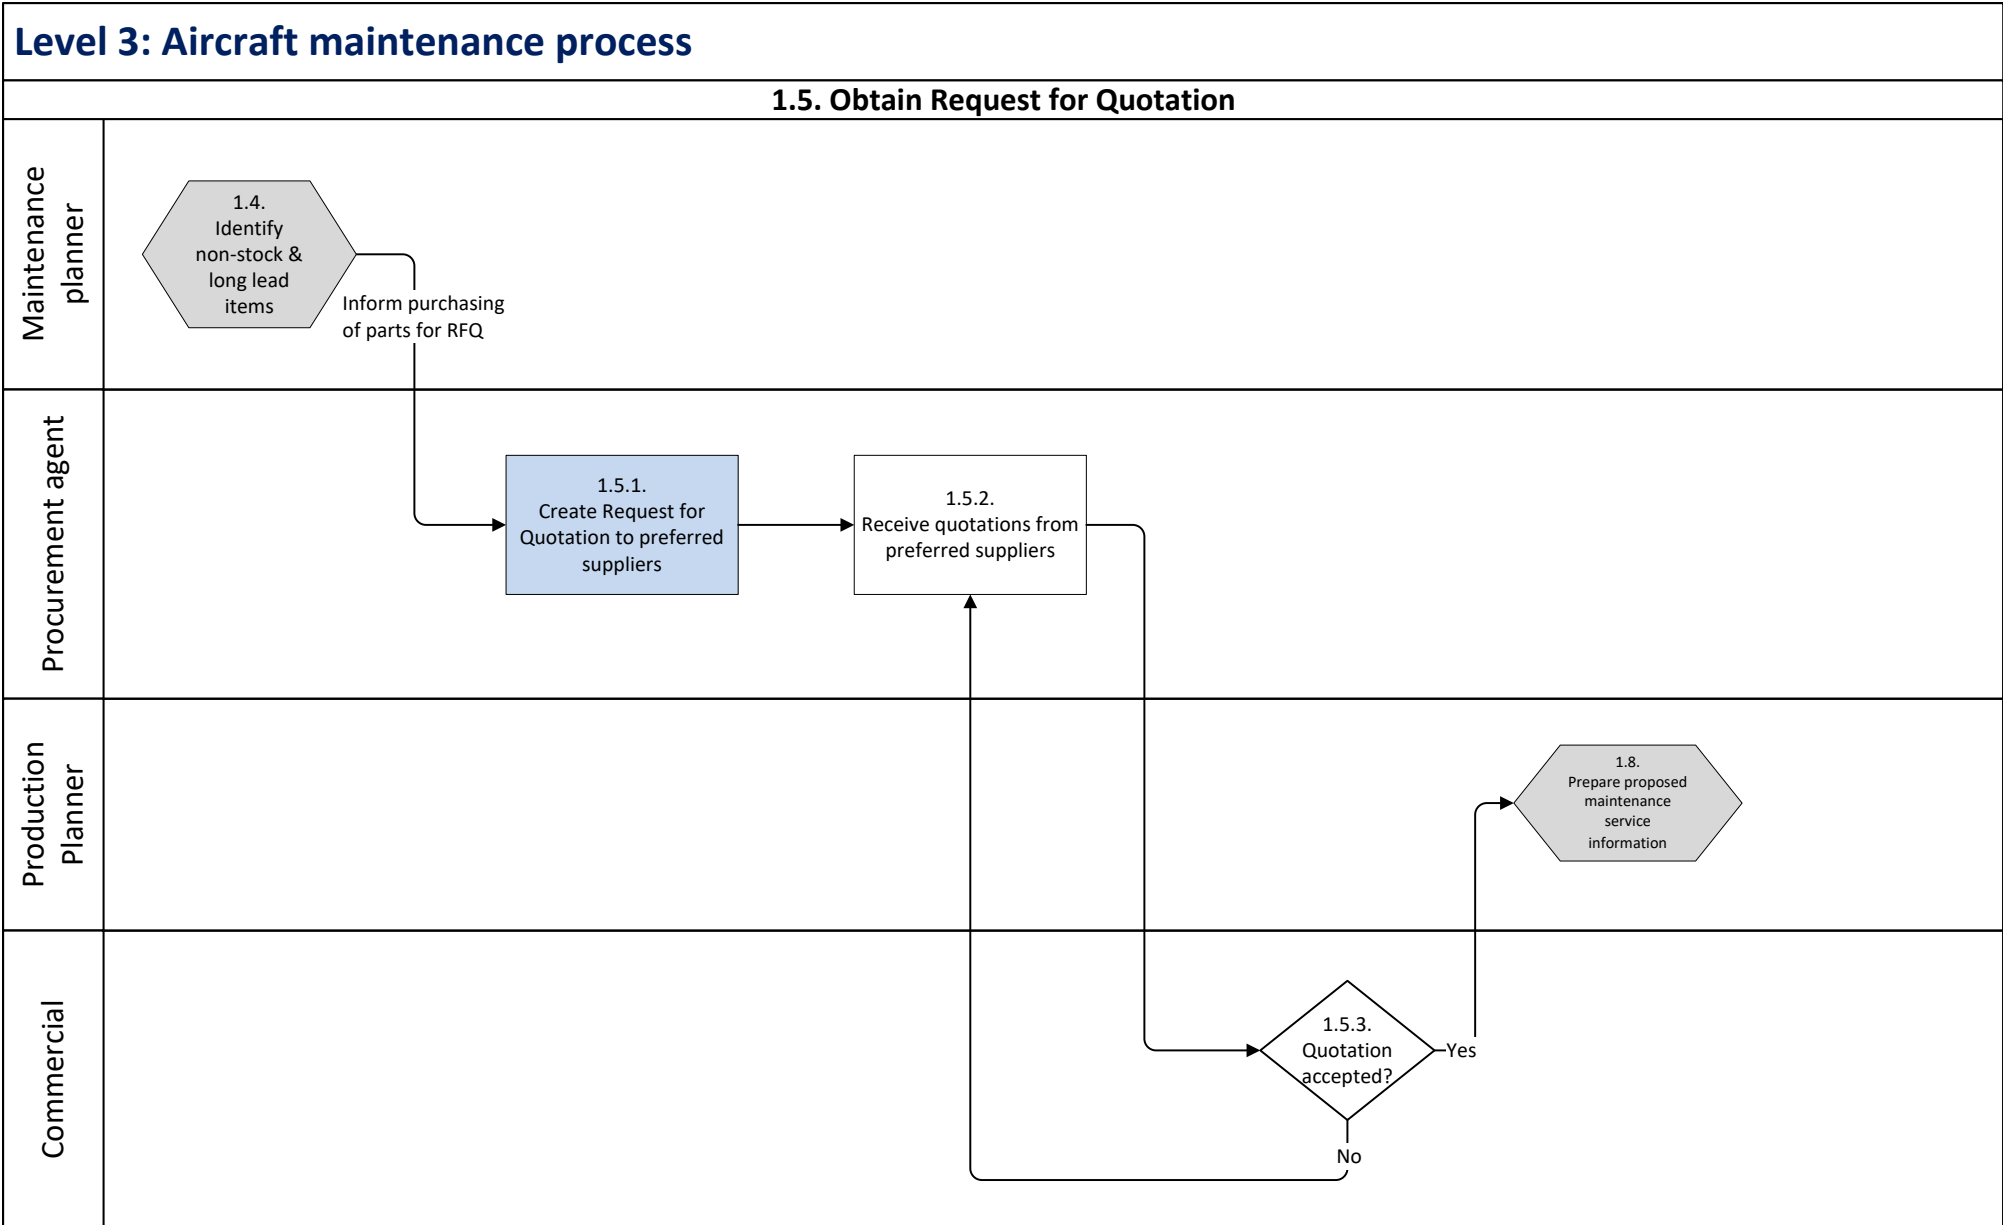 Level 3: Aircraft maintenance process
1.5. Obtain Request for Quotation
Maintenance
planner
1.4.
Identify
non-stock &
long lead
items
Inform purchasing
of parts for RFQ
Procurement agent
1.5.1.
Create Request for
Quotation to preferred
suppliers
1.5.2.
Receive quotations from
preferred suppliers
Production
Planner
1.8.
Prepare proposed
maintenance
service
information
Commercial
1.5.3.
Quotation
accepted?
Yes
No